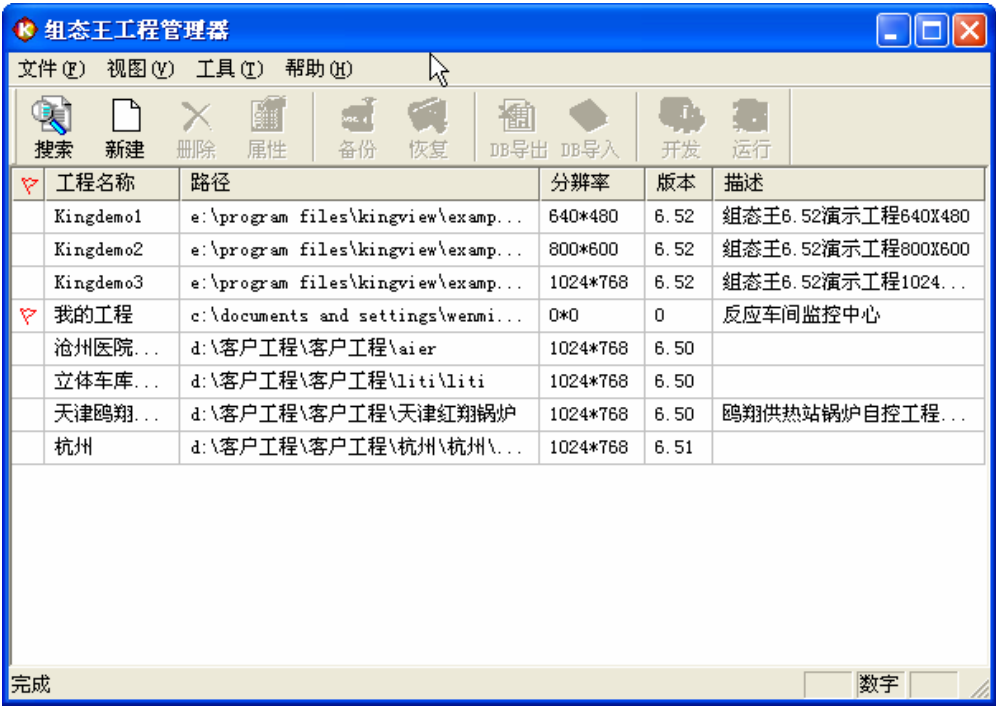 组态王工程管理器
文件(F) 视图(V) 工具(T) 帮助(H)
搜索 新建 删除 属性 备份 恢复 DB导出 DB导入 开发 运行
工程名称 路径 分辨率 版本 描述
Kingdemo1 e:\program files\kingview\examp... 640*480 6.52 组态王6.52演示工程640X480
Kingdemo2 e:\program files\kingview\examp... 800*600 6.52 组态王6.52演示工程800X600
Kingdemo3 e:\program files\kingview\examp... 1024*768 6.52 组态王6.52演示工程1024...
我的工程 c:\documents and settings\wenmi... 0*0 0 反应车间监控中心
沧州医院... d:\客户工程\客户工程\aier 1024*768 6.50
立体车库... d:\客户工程\客户工程\liti\liti 1024*768 6.50
天津鸥翔... d:\客户工程\客户工程\天津红翔锅炉 1024*768 6.50 鸥翔供热站锅炉自控工程...
杭州 d:\客户工程\客户工程\杭州\杭州\... 1024*768 6.51
完成 数字